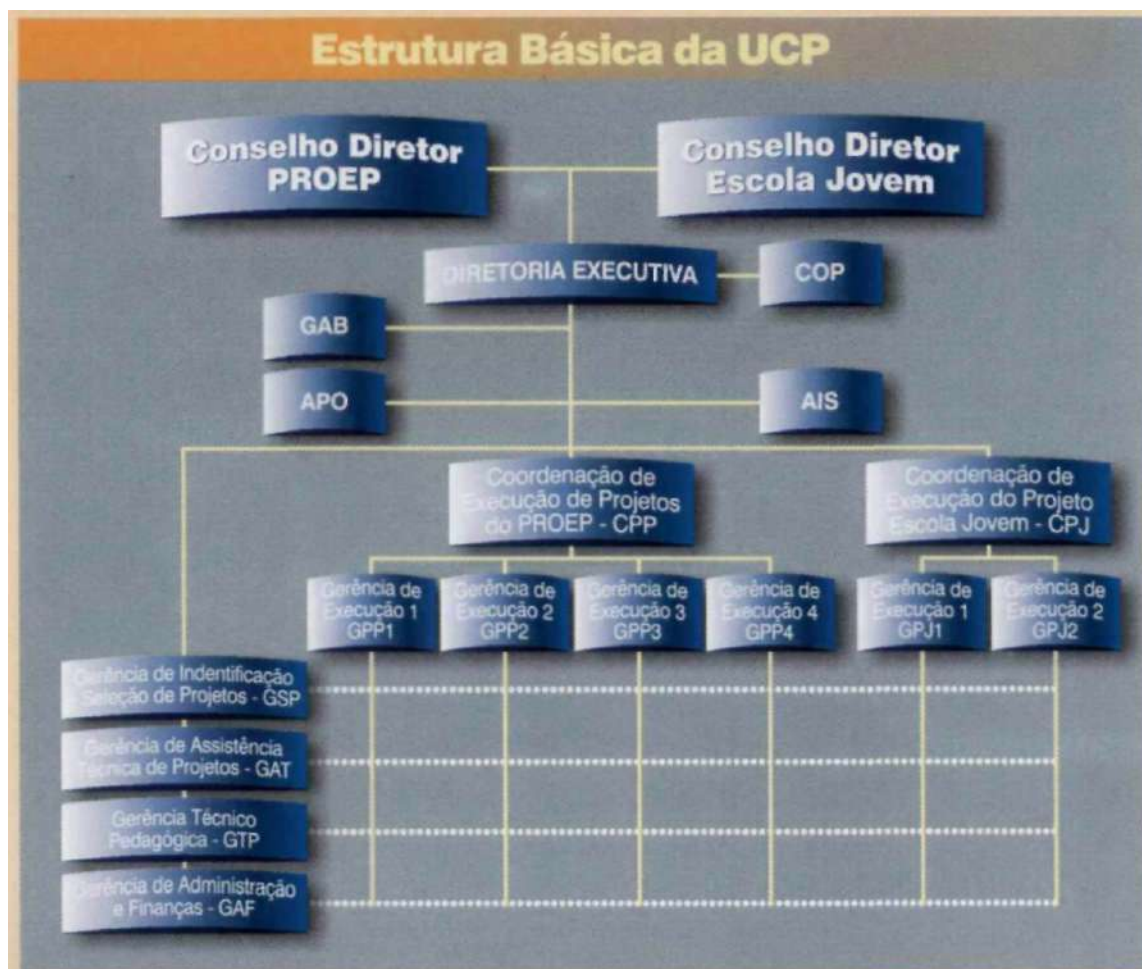 Estrutura Básica da UCP
Conselho Diretor
PROEP
Conselho Diretor
Escola Jovem
DIRETORIA EXECUTIVA
COP
GAB
APO
AIS
Coordenação de
Execução de Projetos
do PROEP - CPP
Coordenação de
Execução do Projeto
Escola Jovem - CPJ
Gerência de
Execução 1
GPP1
Gerência de
Execução 2
GPP2
Gerência de
Execução 3
GPP3
Gerência de
Execução 4
GPP4
Gerência de
Execução 1
GPJ1
Gerência de
Execução 2
GPJ2
Gerência de Indentificação
Seleção de Projetos - GSP
Gerência de Assistência
Técnica de Projetos - GAT
Gerência Técnico
Pedagógica - GTP
Gerência de Administração
e Finanças - GAF